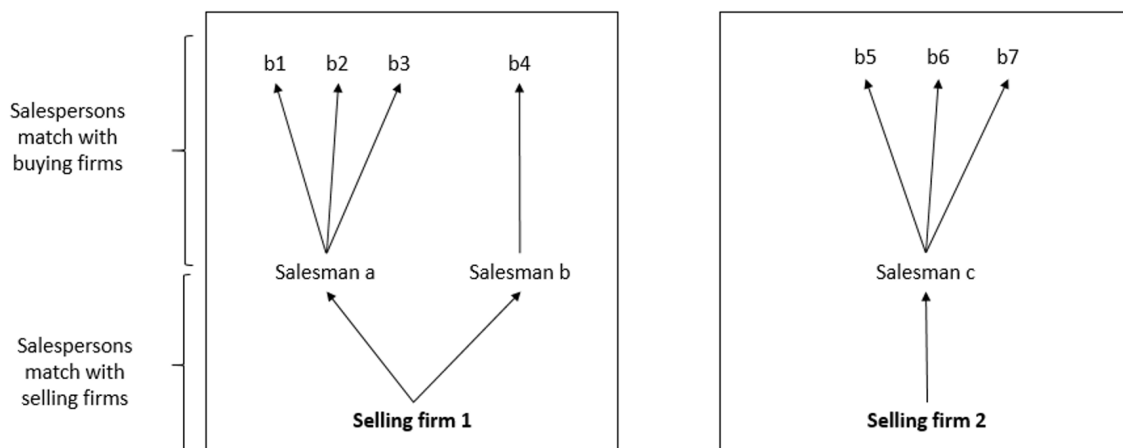 b1 b2 b3 b4
b5 b6 b7
Salespersons
match with
buying firms
Salesman a
Salesman b
Salesman c
Salespersons
match with
selling firms
Selling firm 1
Selling firm 2